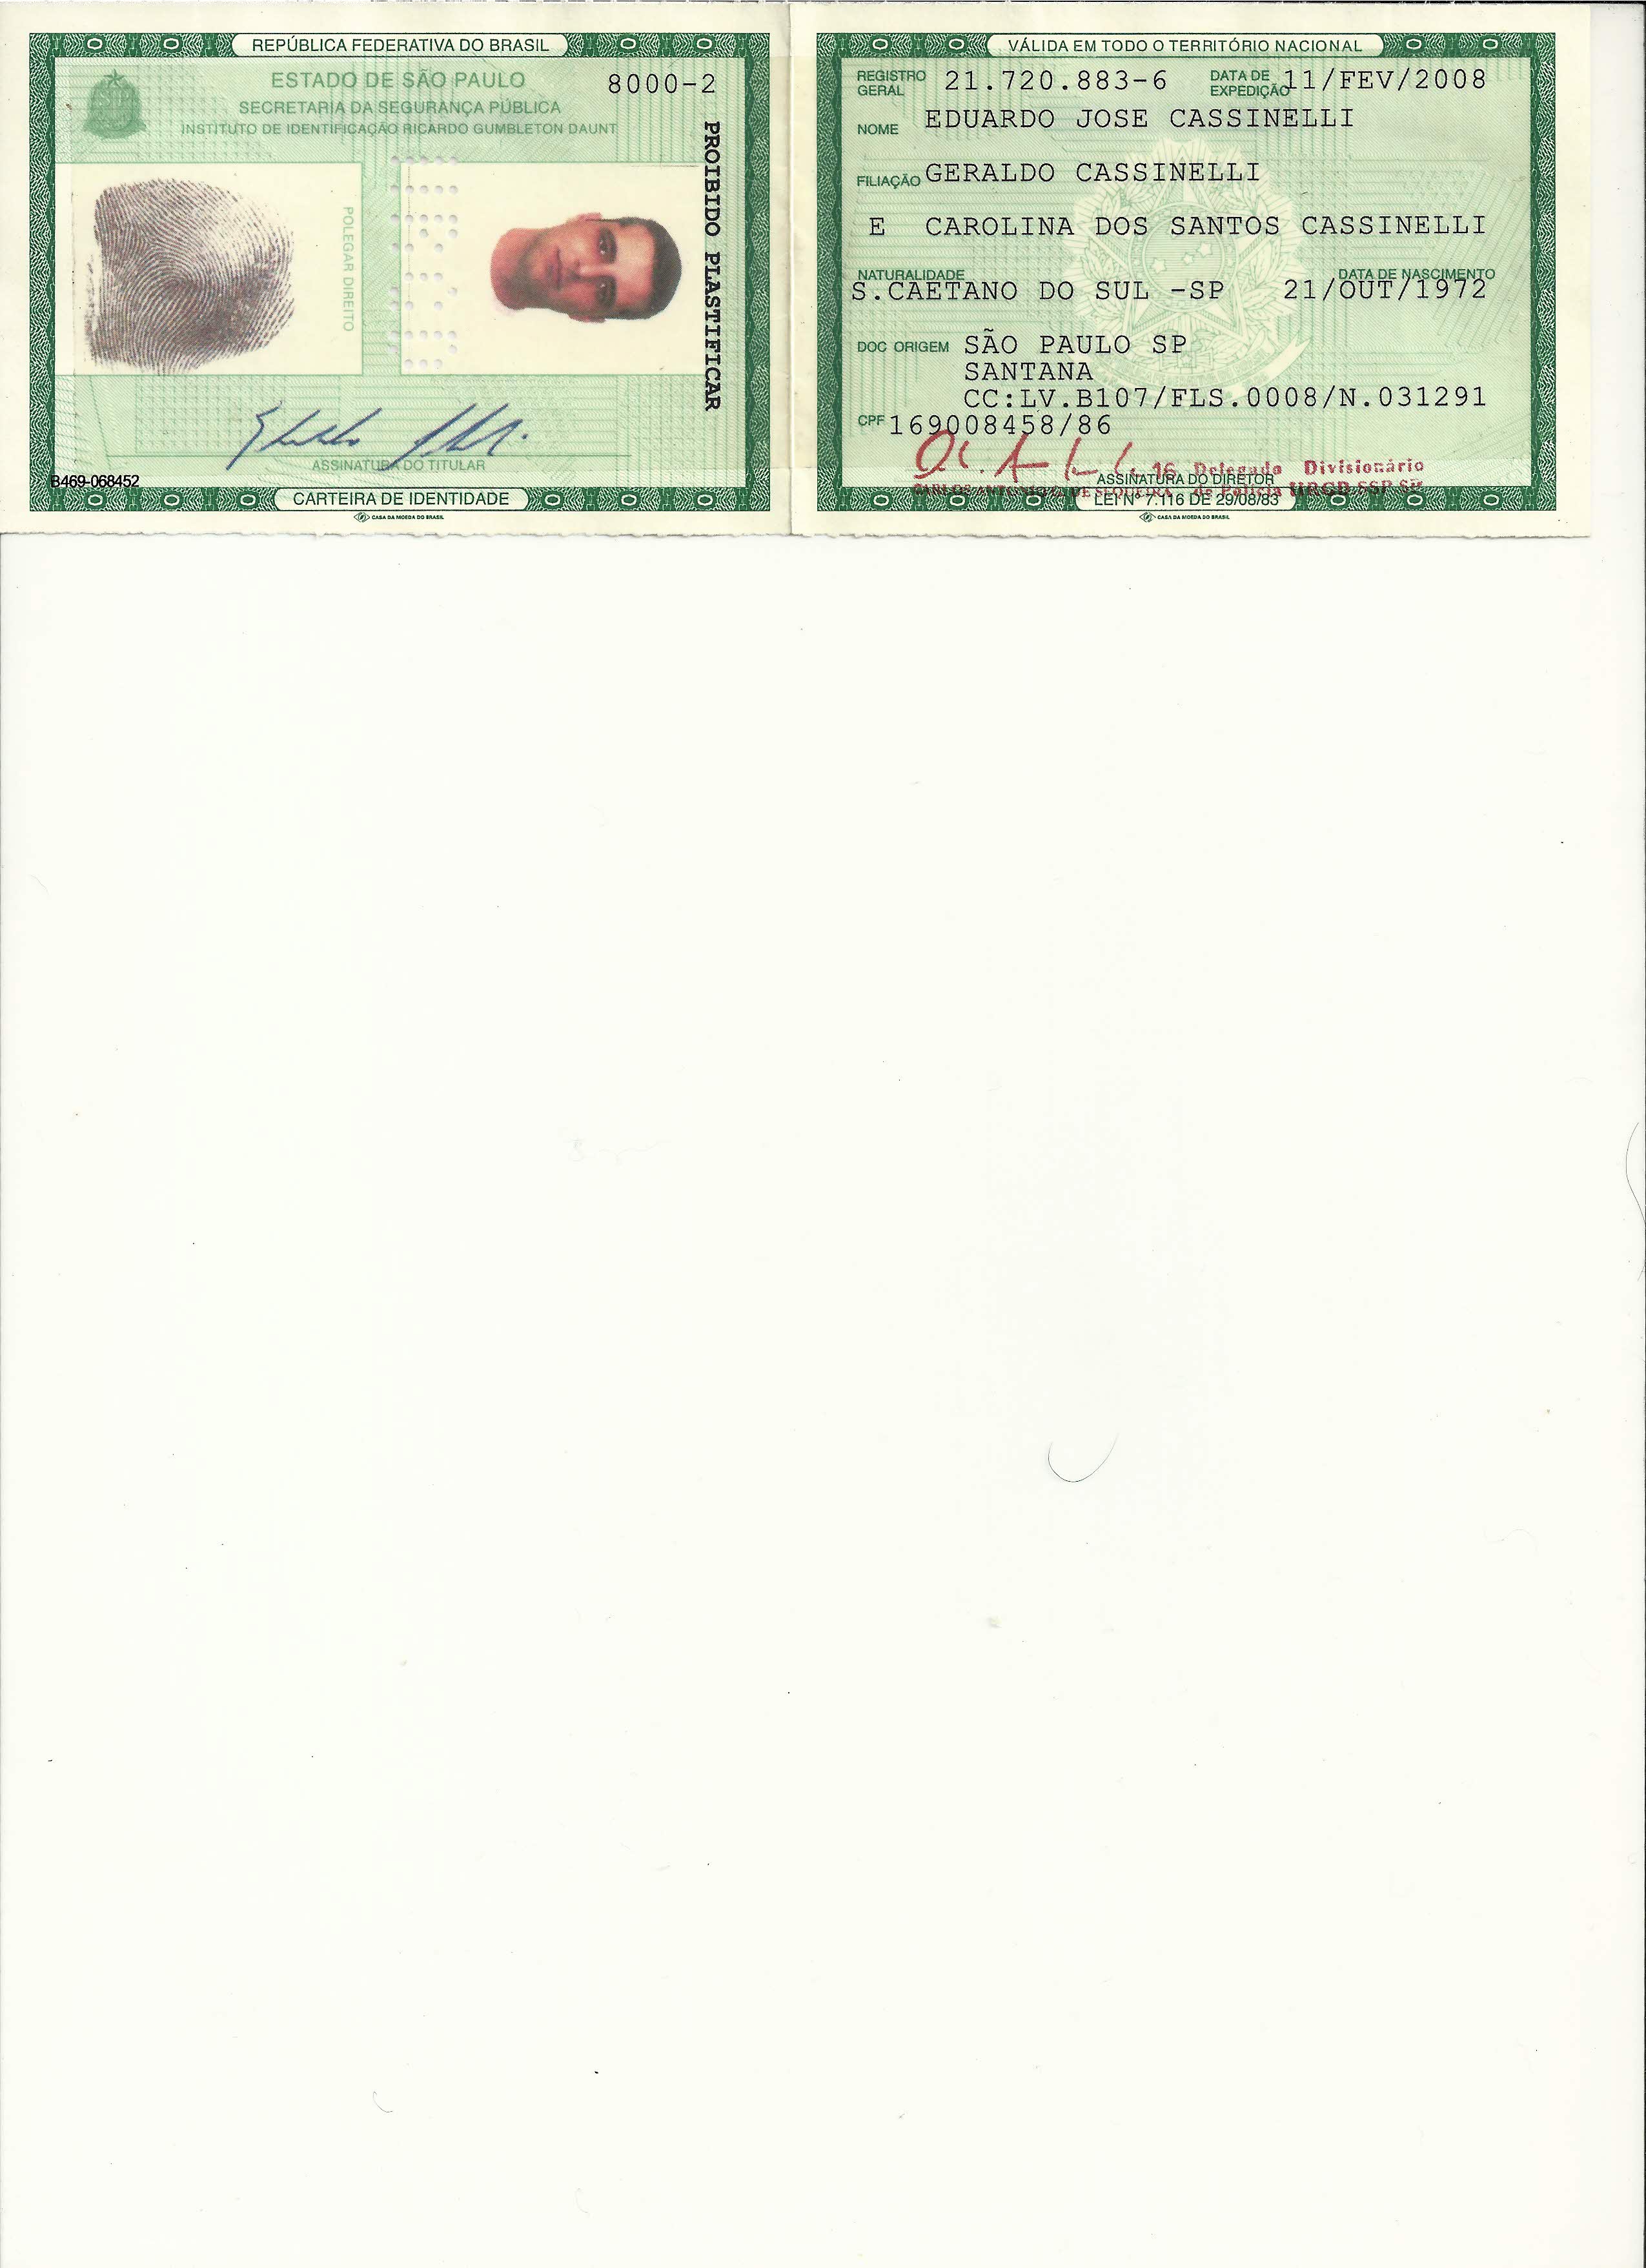 REPÚBLICA FEDERATIVA DO BRASIL
ESTADO DE SÃO PAULO
8000-2
SECRETARIA DA SEGURANÇA PÚBLICA
INSTITUTO DE IDENTIFICAÇÃO RICARDO GUMBLETON DAUNT
POLEGAR DIREITO
PROIBIDO PLASTIFICAR
ASSINATURA DO TITULAR
B469-068452
CARTEIRA DE IDENTIDADE
CASA DA MOEDA DO BRASIL
VÁLIDA EM TODO O TERRITÓRIO NACIONAL
REGISTRO GERAL 21.720.883-6 DATA DE EXPEDIÇÃO 11/FEV/2008
NOME EDUARDO JOSE CASSINELLI
FILIAÇÃO GERALDO CASSINELLI
E CAROLINA DOS SANTOS CASSINELLI
NATURALIDADE DATA DE NASCIMENTO
S.CAETANO DO SUL -SP 21/OUT/1972
DOC ORIGEM SÃO PAULO SP
SANTANA
CC:LV.B107/FLS.0008/N.031291
CPF 169008458/86
16 Delegado Divisionário
ASSINATURA DO DIRETOR
de Polícia IIRGD SSP SP
LEI Nº 7.116 DE 29/08/83
CASA DA MOEDA DO BRASIL